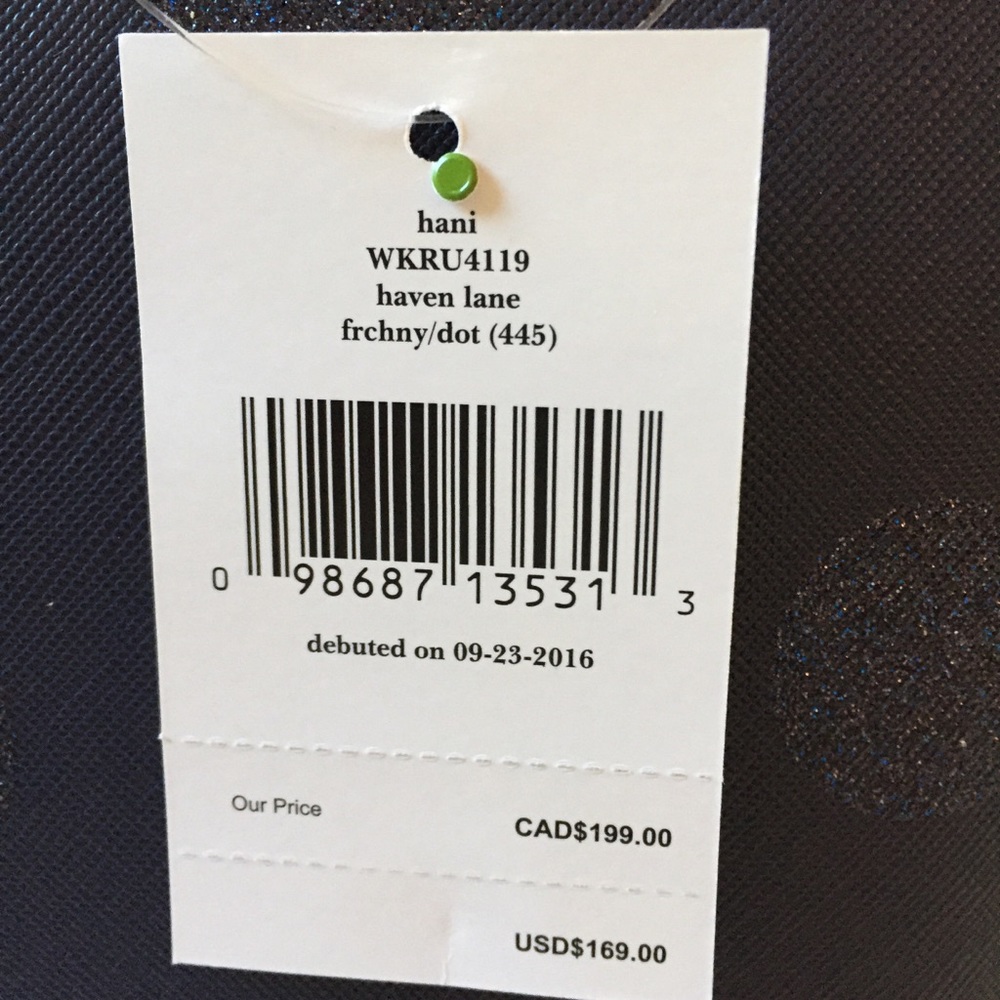 hani
WKRU4119
haven lane
frchny/dot (445)
0 98687 13531 3
debuted on 09-23-2016
Our Price
CAD$199.00
USD$169.00